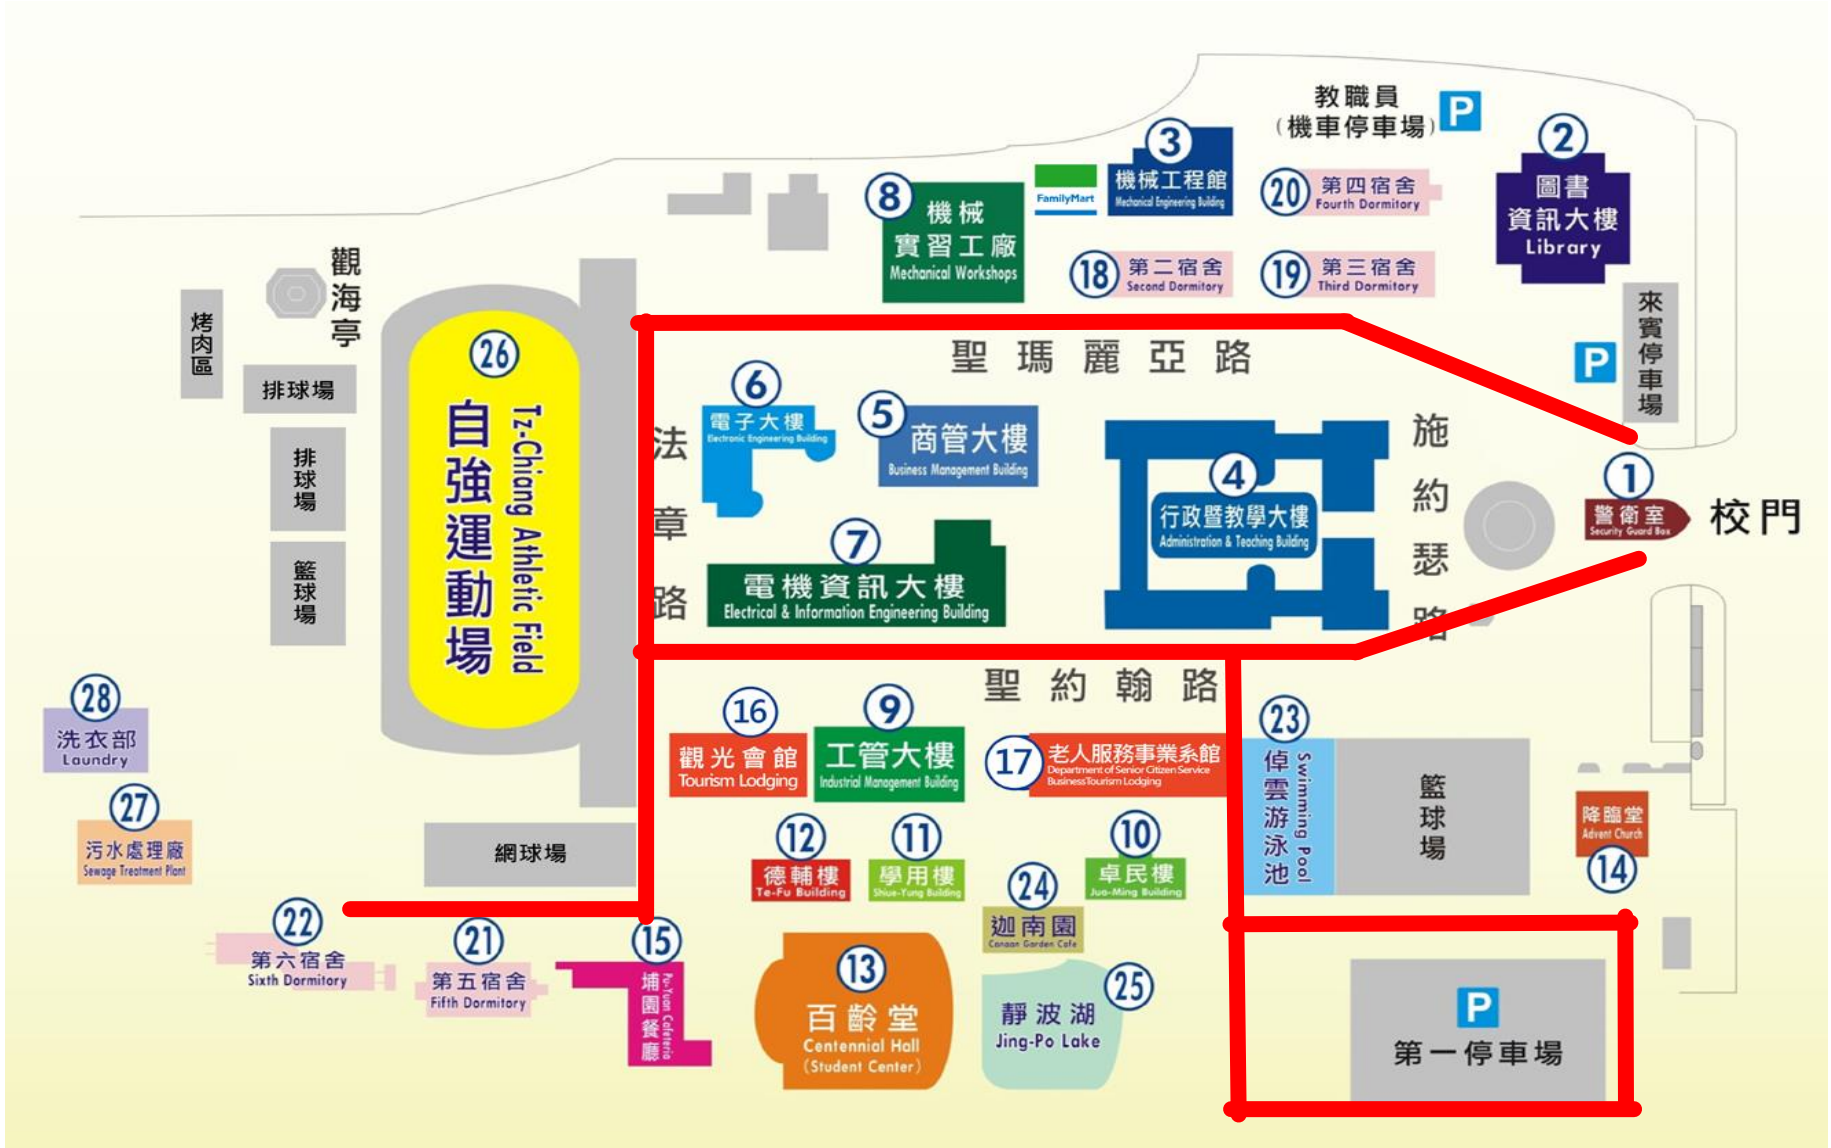 教職員
(機車停車場)
P
2
圖書
資訊大樓
Library
3
機械工程館
Mechanical Engineering Building
FamilyMart
20
第四宿舍
Fourth Dormitory
8
機械
實習工廠
Mechanical Workshops
18
第二宿舍
Second Dormitory
19
第三宿舍
Third Dormitory
來賓停車場
P
觀海亭
烤肉區
排球場
排球場
籃球場
26
自強運動場
Tz-Chiang Athletic Field
聖瑪麗亞路
法章路
施約瑟路
6
電子大樓
Electronic Engineering Building
5
商管大樓
Business Management Building
4
行政暨教學大樓
Administration & Teaching Building
7
電機資訊大樓
Electrical & Information Engineering Building
1
警衛室
Security Guard Box
校門
聖約翰路
28
洗衣部
Laundry
27
污水處理廠
Sewage Treatment Plant
網球場
16
觀光會館
Tourism Lodging
9
工管大樓
Industrial Management Building
17
老人服務事業系館
Department of Senior Citizen Service
BusinessTourism Lodging
23
倬雲游泳池
Swimming Pool
籃球場
降臨堂
Advent Church
14
12
德輔樓
Te-Fu Building
11
學用樓
Shiue-Yung Building
10
卓民樓
Juo-Ming Building
24
迦南園
Canaan Garden Cafe
22
第六宿舍
Sixth Dormitory
21
第五宿舍
Fifth Dormitory
15
埔園餐廳
Pu-Yuan Cafeteria
13
百齡堂
Centennial Hall
(Student Center)
25
靜波湖
Jing-Po Lake
P
第一停車場